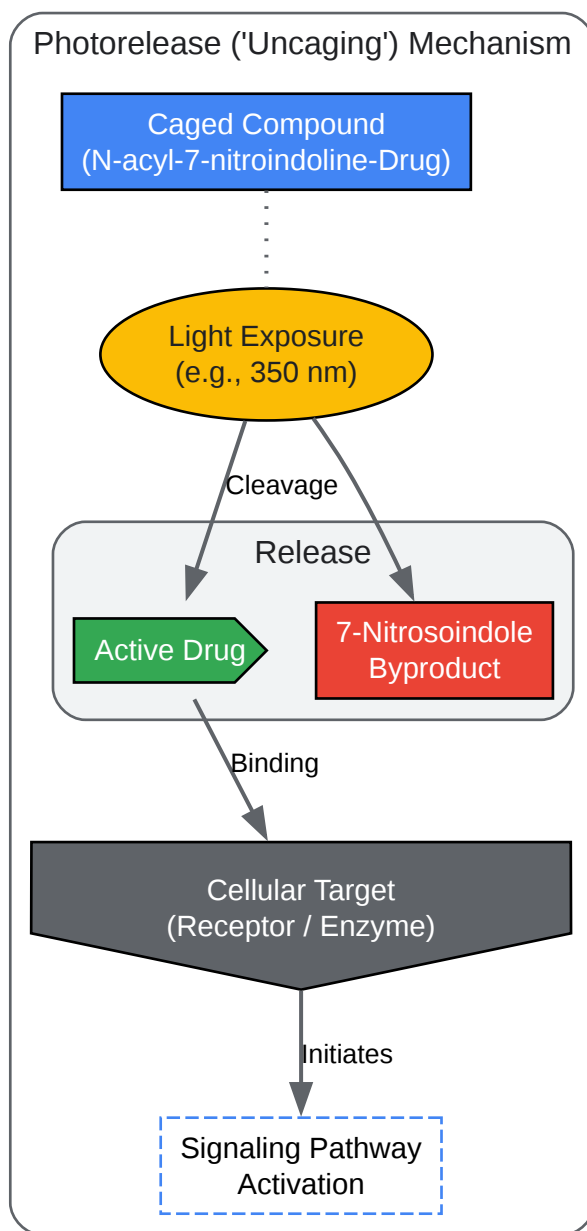 Photorelease ('Uncaging') Mechanism
Caged Compound
(N-acyl-7-nitroindoline-Drug)
Light Exposure
(e.g., 350 nm)
Cleavage
Release
Active Drug
7-Nitrosoindole
Byproduct
Binding
Cellular Target
(Receptor / Enzyme)
Initiates
Signaling Pathway
Activation